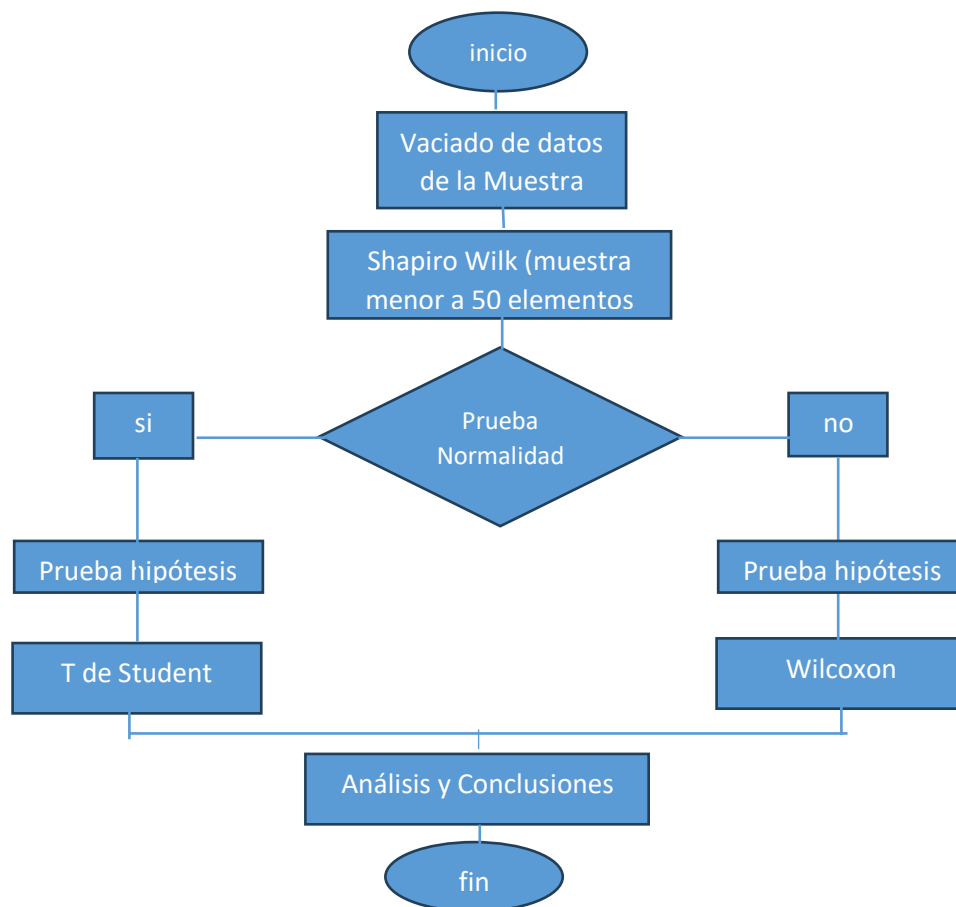 inicio
Vaciado de datos
de la Muestra
Shapiro Wilk (muestra
menor a 50 elementos
Prueba
Normalidad
si
no
Prueba hipótesis
Prueba hipótesis
T de Student
Wilcoxon
Análisis y Conclusiones
fin